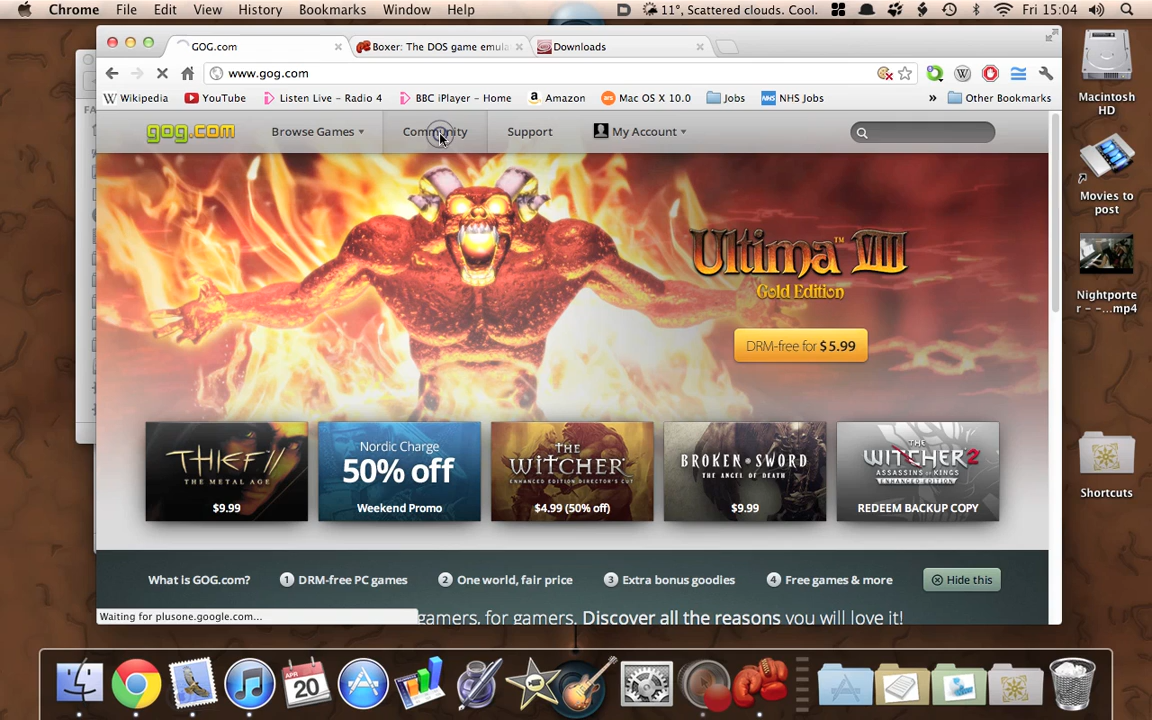 Chrome File Edit View History Bookmarks Window Help 11°, Scattered clouds. Cool. Fri 15:04
GOG.com Boxer: The DOS game emula Downloads
www.gog.com
Wikipedia YouTube Listen Live - Radio 4 BBC iPlayer - Home Amazon Mac OS X 10.0 Jobs NHS Jobs » Other Bookmarks
gog.com Browse Games Community Support My Account
Macintosh
HD
Movies to
post
Nightporte
r - -...mp4
Shortcuts
Ultima™ VIII
Gold Edition
DRM-free for $5.99
THIEF II
THE METAL AGE
$9.99
Nordic Charge
50% off
Weekend Promo
THE
WITCHER
ENHANCED EDITION DIRECTOR'S CUT
$4.99 (50% off)
BROKEN SWORD
THE ANGEL OF DEATH
$9.99
THE
WITCHER 2
ASSASSINS OF KINGS
ENHANCED EDITION
REDEEM BACKUP COPY
What is GOG.com? 1 DRM-free PC games 2 One world, fair price 3 Extra bonus goodies 4 Free games & more Hide this
Waiting for plusone.google.com... gamers, for gamers. Discover all the reasons you will love it!
APR
20